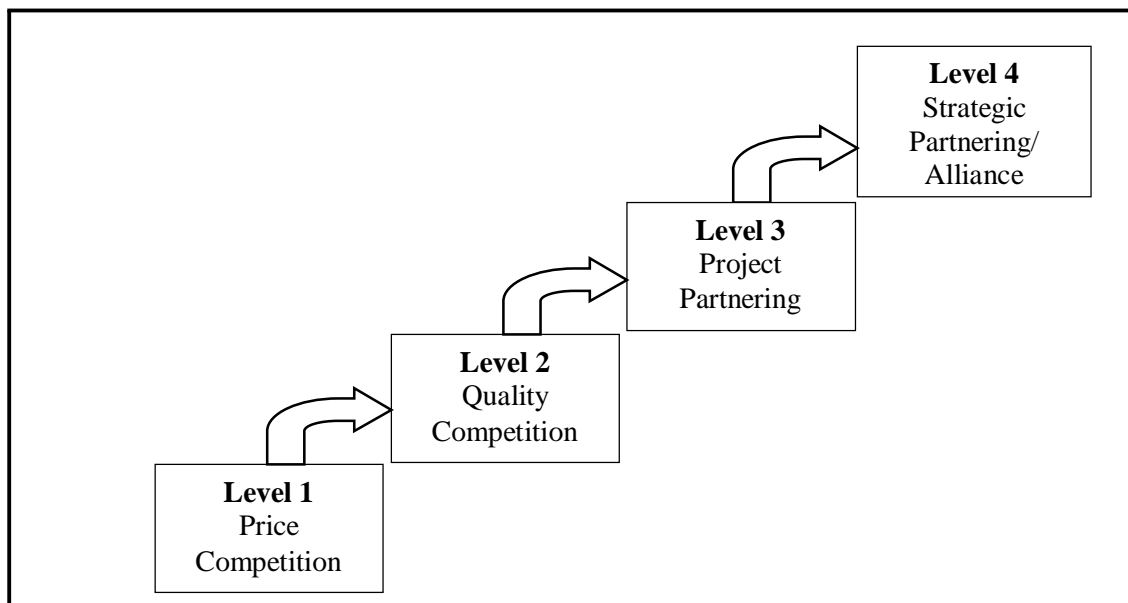 Level 4
Strategic
Partnering/
Alliance
Level 3
Project
Partnering
Level 2
Quality
Competition
Level 1
Price
Competition